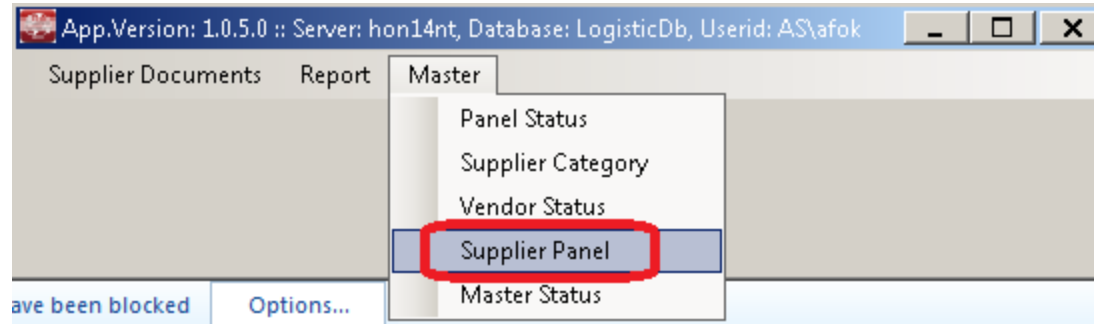 App.Version: 1.0.5.0 :: Server: hon14nt, Database: LogisticDb, Userid: AS\afok
Supplier Documents Report Master
Panel Status
Supplier Category
Vendor Status
Supplier Panel
Master Status
ave been blocked Options...